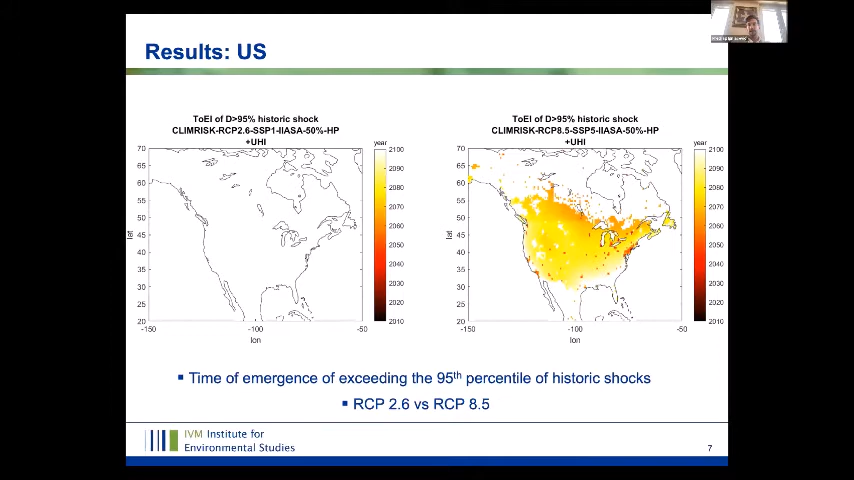 Results: US
ToEI of D>95% historic shock
CLIMRISK-RCP2.6-SSP1-IIASA-50%-HP
+UHI
year
2100
2090
2080
2070
2060
2050
2040
2030
2020
2010
70
65
60
55
50
45
40
35
30
25
20
lat
-150
-100
-50
lon
ToEI of D>95% historic shock
CLIMRISK-RCP8.5-SSP5-IIASA-50%-HP
+UHI
year
2100
2090
2080
2070
2060
2050
2040
2030
2020
2010
70
65
60
55
50
45
40
35
30
25
20
lat
-150
-100
-50
lon
▪ Time of emergence of exceeding the 95th percentile of historic shocks
▪ RCP 2.6 vs RCP 8.5
IVM Institute for
Environmental Studies
7